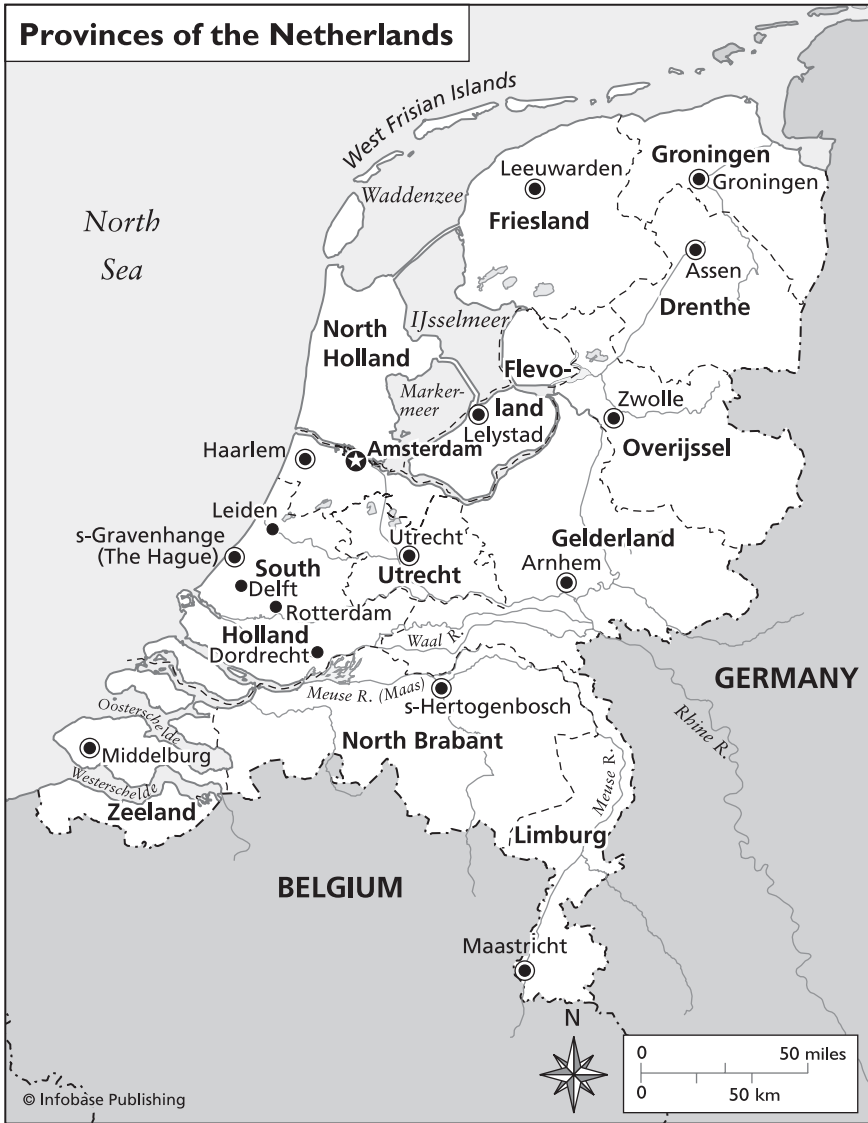 Provinces of the Netherlands
West Frisian Islands
Waddenzee
North
Sea
Leeuwarden
Friesland
Groningen
Groningen
Assen
Drenthe
IJsselmeer
North
Holland
Flevo-
land
Marker-
meer
Lelystad
Zwolle
Overijssel
Haarlem
Amsterdam
Leiden
s-Gravenhange
(The Hague)
Utrecht
Utrecht
Gelderland
Arnhem
South
Delft
Rotterdam
Holland
Dordrecht
Waal R.
Meuse R. (Maas)
s-Hertogenbosch
GERMANY
Rhine R.
Oosterschelde
Middelburg
Westerschelde
Zeeland
North Brabant
Meuse R.
Limburg
BELGIUM
Maastricht
N
0 50 miles
0 50 km
© Infobase Publishing